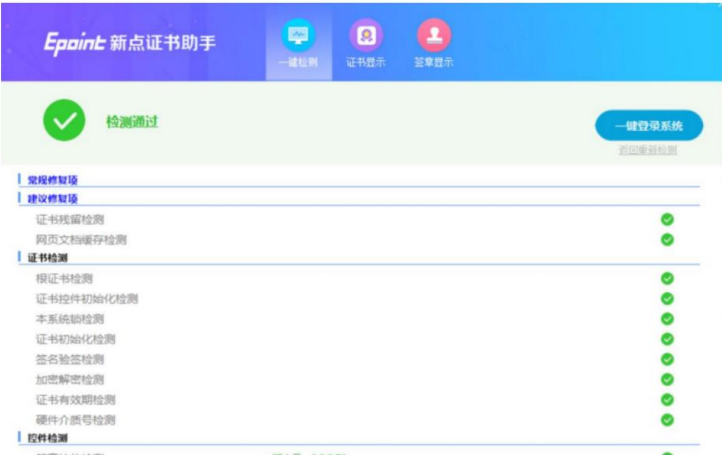 Epoint 新点证书助手
一键检测 证书显示 签章显示
检测通过
一键登录系统
返回重新检测
常规修复项
建议修复项
证书残留检测
网页文档缓存检测
证书检测
根证书检测
证书控件初始化检测
本系统锁检测
证书初始化检测
签名验签检测
加密解密检测
证书有效期检测
硬件介质号检测
控件检测